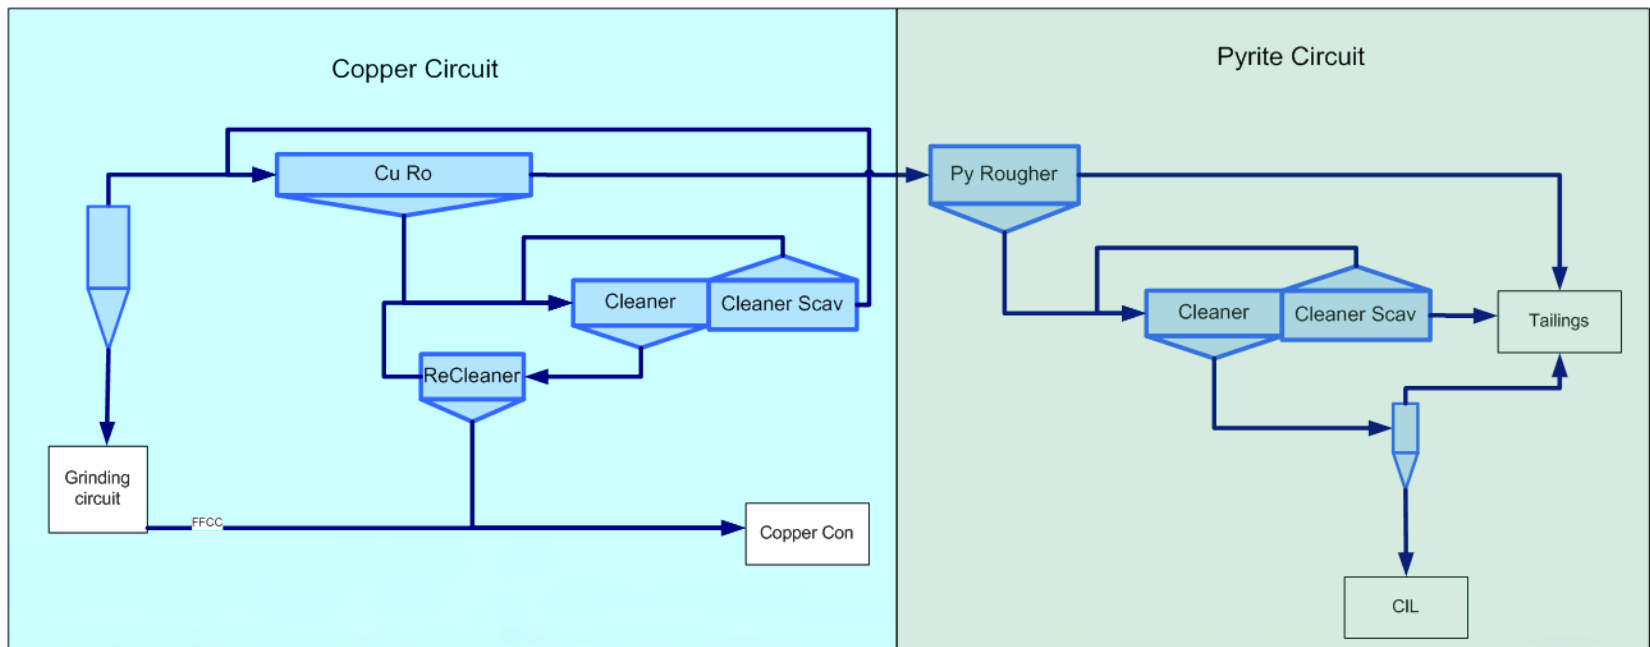 Copper Circuit
Pyrite Circuit
Cu Ro
Py Rougher
Cleaner
Cleaner Scav
Cleaner
Cleaner Scav
Tailings
ReCleaner
Grinding
circuit
FFCC
Copper Con
CIL